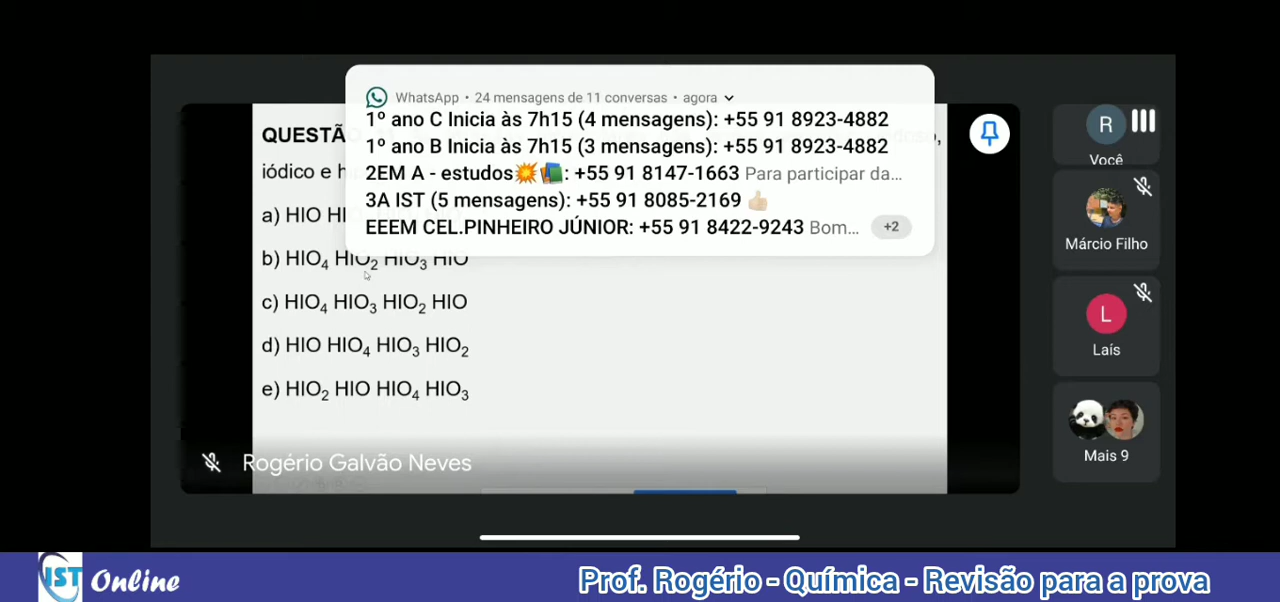 WhatsApp • 24 mensagens de 11 conversas • agora
1º ano C Inicia às 7h15 (4 mensagens): +55 91 8923-4882
1º ano B Inicia às 7h15 (3 mensagens): +55 91 8923-4882
2EM A - estudos💥📚: +55 91 8147-1663 Para participar da...
3A IST (5 mensagens): +55 91 8085-2169 👍🏼
EEEM CEL.PINHEIRO JÚNIOR: +55 91 8422-9243 Bom... +2
QUESTÃO
iódico e
a) HIO
b) HIO₄ HIO₂ HIO₃ HIO
c) HIO₄ HIO₃ HIO₂ HIO
d) HIO HIO₄ HIO₃ HIO₂
e) HIO₂ HIO HIO₄ HIO₃
Rogério Galvão Neves
R
Você
Márcio Filho
L
Laís
Mais 9
IST Online
Prof. Rogério - Química - Revisão para a prova